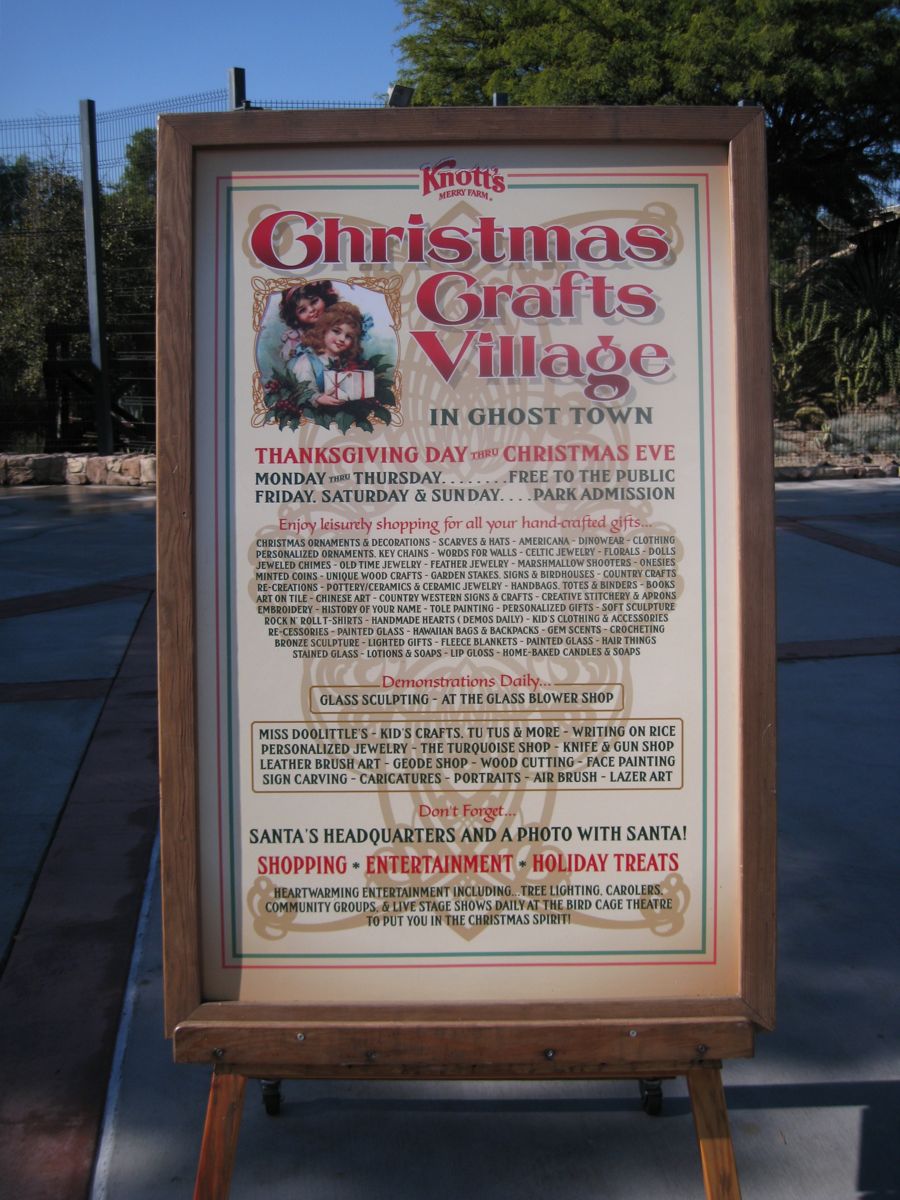 Knott's
MERRY FARM®
Christmas
Crafts
Village
IN GHOST TOWN
THANKSGIVING DAY THRU CHRISTMAS EVE
MONDAY THRU THURSDAY........FREE TO THE PUBLIC
FRIDAY, SATURDAY & SUNDAY....PARK ADMISSION
Enjoy leisurely shopping for all your hand-crafted gifts...
CHRISTMAS ORNAMENTS & DECORATIONS - SCARVES & HATS - AMERICANA - DINOWEAR - CLOTHING
PERSONALIZED ORNAMENTS, KEY CHAINS - WORDS FOR WALLS - CELTIC JEWELRY - FLORALS - DOLLS
JEWELED CHIMES - OLD TIME JEWELRY - FEATHER JEWELRY - MARSHMALLOW SHOOTERS - ONESIES
MINTED COINS - UNIQUE WOOD CRAFTS - GARDEN STAKES, SIGNS & BIRDHOUSES - COUNTRY CRAFTS
RE-CREATIONS - POTTERY/CERAMICS & CERAMIC JEWELRY - HANDBAGS, TOTES & BINDERS - BOOKS
ART ON TILE - CHINESE ART - COUNTRY WESTERN SIGNS & CRAFTS - CREATIVE STITCHERY & APRONS
EMBROIDERY - HISTORY OF YOUR NAME - TOLE PAINTING - PERSONALIZED GIFTS - SOFT SCULPTURE
ROCK N' ROLL T-SHIRTS - HANDMADE HEARTS ( DEMOS DAILY) - KID'S CLOTHING & ACCESSORIES
RE-CESSORIES - PAINTED GLASS - HAWAIIAN BAGS & BACKPACKS - GEM SCENTS - CROCHETING
BRONZE SCULPTURE - LIGHTED GIFTS - FLEECE BLANKETS - PAINTED GLASS - HAIR THINGS
STAINED GLASS - LOTIONS & SOAPS - LIP GLOSS - HOME-BAKED CANDLES & SOAPS
Demonstrations Daily...
GLASS SCULPTING - AT THE GLASS BLOWER SHOP
MISS DOOLITTLE'S - KID'S CRAFTS, TU TUS & MORE - WRITING ON RICE
PERSONALIZED JEWELRY - THE TURQUOISE SHOP - KNIFE & GUN SHOP
LEATHER BRUSH ART - GEODE SHOP - WOOD CUTTING - FACE PAINTING
SIGN CARVING - CARICATURES - PORTRAITS - AIR BRUSH - LAZER ART
Don't Forget...
SANTA'S HEADQUARTERS AND A PHOTO WITH SANTA!
SHOPPING * ENTERTAINMENT * HOLIDAY TREATS
HEARTWARMING ENTERTAINMENT INCLUDING...TREE LIGHTING, CAROLERS,
COMMUNITY GROUPS, & LIVE STAGE SHOWS DAILY AT THE BIRD CAGE THEATRE
TO PUT YOU IN THE CHRISTMAS SPIRIT!